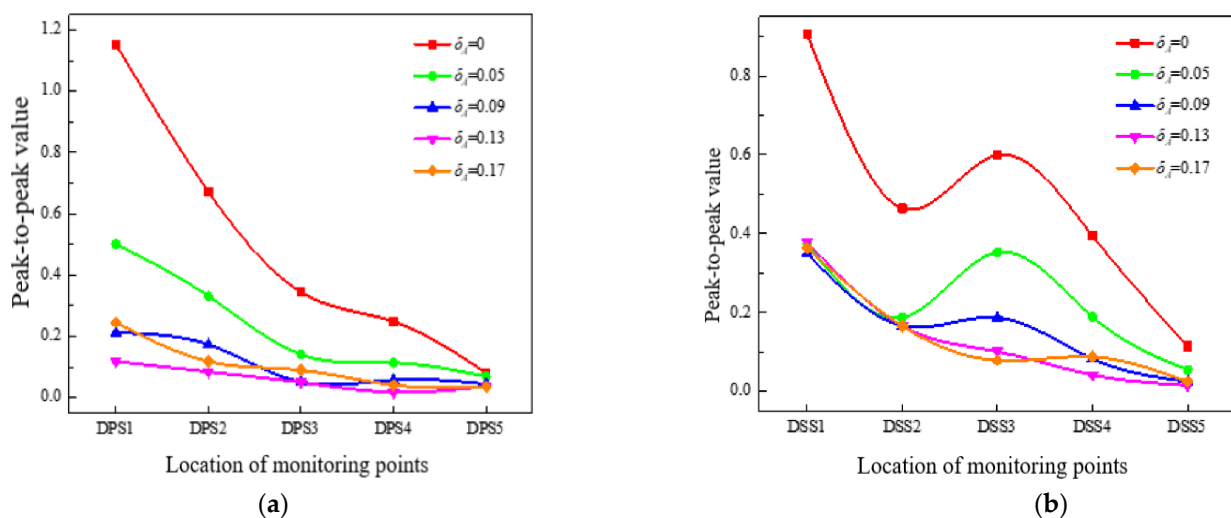 1.2
1.0
0.8
0.6
0.4
0.2
0.0
Peak-to-peak value
δA=0
δA=0.05
δA=0.09
δA=0.13
δA=0.17
DPS1 DPS2 DPS3 DPS4 DPS5
Location of monitoring points
(a)
0.8
0.6
0.4
0.2
0.0
Peak-to-peak value
δA=0
δA=0.05
δA=0.09
δA=0.13
δA=0.17
DSS1 DSS2 DSS3 DSS4 DSS5
Location of monitoring points
(b)